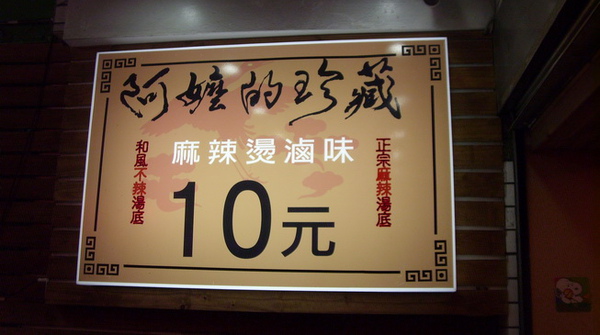 阿嬤的珍藏
麻辣燙滷味
10元
正宗麻辣湯底
和風不辣湯底